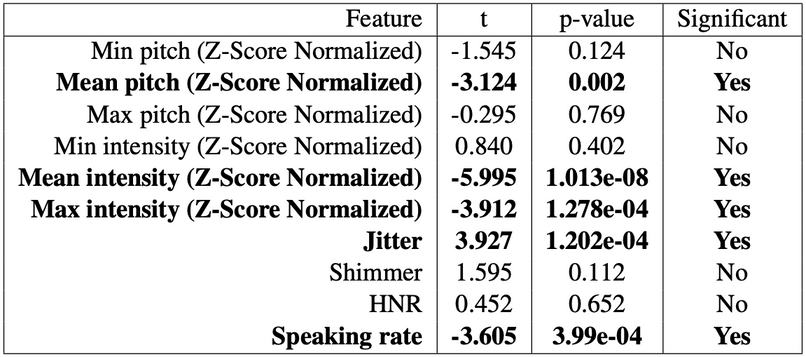 Feature t p-value Significant
Min pitch (Z-Score Normalized) -1.545 0.124 No
Mean pitch (Z-Score Normalized) -3.124 0.002 Yes
Max pitch (Z-Score Normalized) -0.295 0.769 No
Min intensity (Z-Score Normalized) 0.840 0.402 No
Mean intensity (Z-Score Normalized) -5.995 1.013e-08 Yes
Max intensity (Z-Score Normalized) -3.912 1.278e-04 Yes
Jitter 3.927 1.202e-04 Yes
Shimmer 1.595 0.112 No
HNR 0.452 0.652 No
Speaking rate -3.605 3.99e-04 Yes